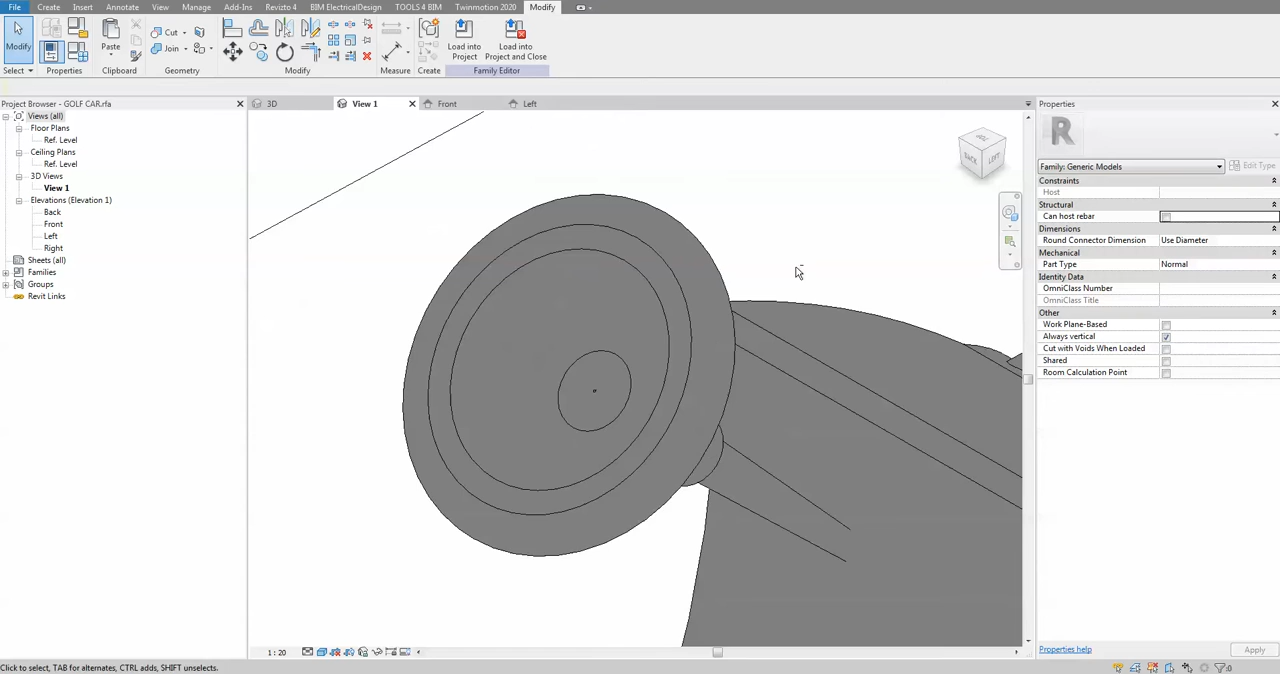 File Create Insert Annotate View Manage Add-Ins Revizto 4 BIM ElectricalDesign TOOLS 4 BIM Twinmotion 2020 Modify
Modify
Paste
Cut
Join
Load into
Project
Load into
Project and Close
Select Properties Clipboard Geometry Modify Measure Create Family Editor
Project Browser - GOLF CAR.rfa
Views (all)
Floor Plans
Ref. Level
Ceiling Plans
Ref. Level
3D Views
View 1
Elevations (Elevation 1)
Back
Front
Left
Right
Sheets (all)
Families
Groups
Revit Links
3D View 1 Front Left
TOP
BACK LEFT
Properties
R
Family: Generic Models Edit Type
Constraints
Host
Structural
Can host rebar
Dimensions
Round Connector Dimension Use Diameter
Mechanical
Part Type Normal
Identity Data
OmniClass Number
OmniClass Title
Other
Work Plane-Based
Always vertical
Cut with Voids When Loaded
Shared
Room Calculation Point
Properties help Apply
1 : 20
Click to select, TAB for alternates, CTRL adds, SHIFT unselects.
:0